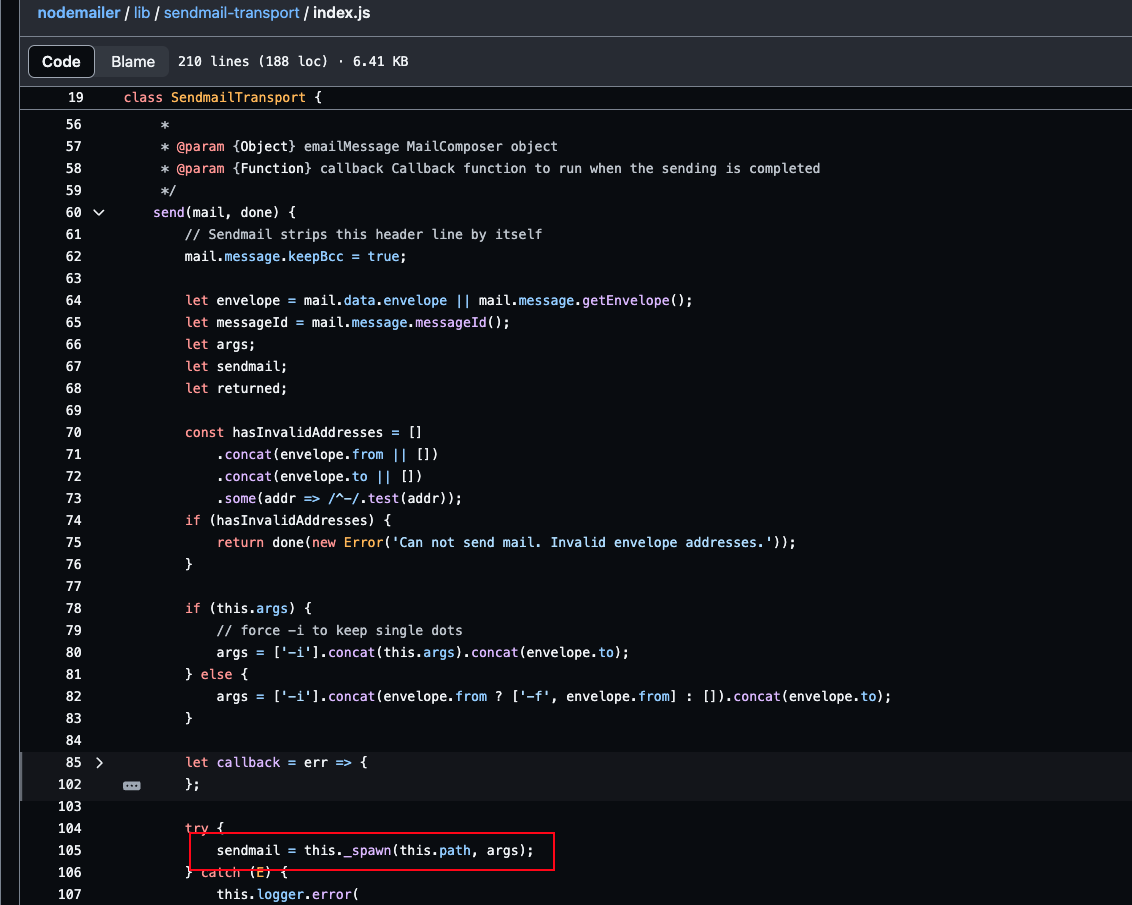 nodemailer / lib / sendmail-transport / index.js
Code Blame 210 lines (188 loc) · 6.41 KB
19 class SendmailTransport {
56 *
57 * @param {Object} emailMessage MailComposer object
58 * @param {Function} callback Callback function to run when the sending is completed
59 */
60 send(mail, done) {
61 // Sendmail strips this header line by itself
62 mail.message.keepBcc = true;
63
64 let envelope = mail.data.envelope || mail.message.getEnvelope();
65 let messageId = mail.message.messageId();
66 let args;
67 let sendmail;
68 let returned;
69
70 const hasInvalidAddresses = []
71 .concat(envelope.from || [])
72 .concat(envelope.to || [])
73 .some(addr => /^-/.test(addr));
74 if (hasInvalidAddresses) {
75 return done(new Error('Can not send mail. Invalid envelope addresses.'));
76 }
77
78 if (this.args) {
79 // force -i to keep single dots
80 args = ['-i'].concat(this.args).concat(envelope.to);
81 } else {
82 args = ['-i'].concat(envelope.from ? ['-f', envelope.from] : []).concat(envelope.to);
83 }
84
85 let callback = err => {
102 };
103
104 try {
105 sendmail = this._spawn(this.path, args);
106 } catch (E) {
107 this.logger.error(